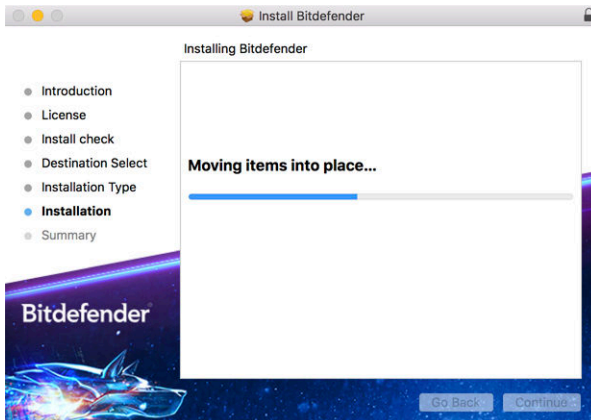 Install Bitdefender
Installing Bitdefender
Introduction
License
Install check
Destination Select
Installation Type
Installation
Summary
Moving items into place...
Bitdefender
Go Back
Continue